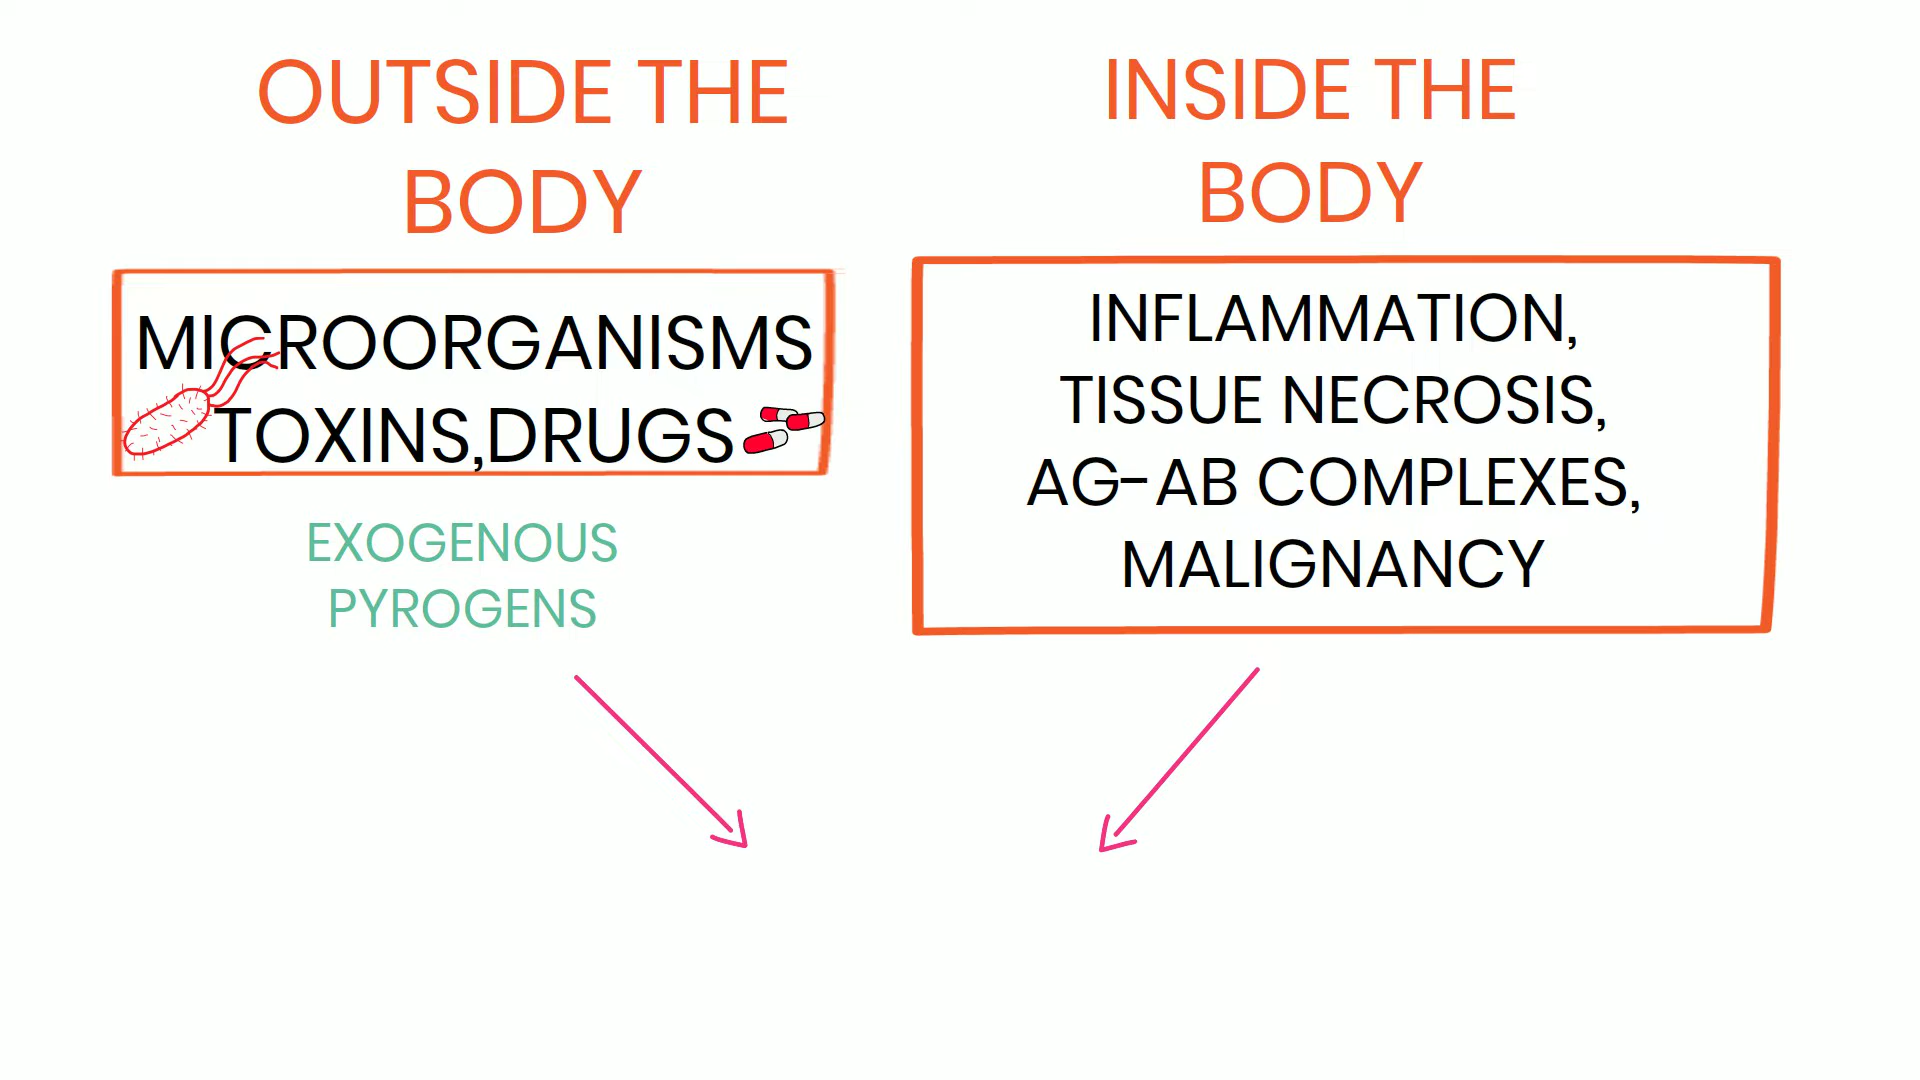 OUTSIDE THE
BODY
MICROORGANISMS
TOXINS,DRUGS
EXOGENOUS
PYROGENS
INSIDE THE
BODY
INFLAMMATION,
TISSUE NECROSIS,
AG-AB COMPLEXES,
MALIGNANCY